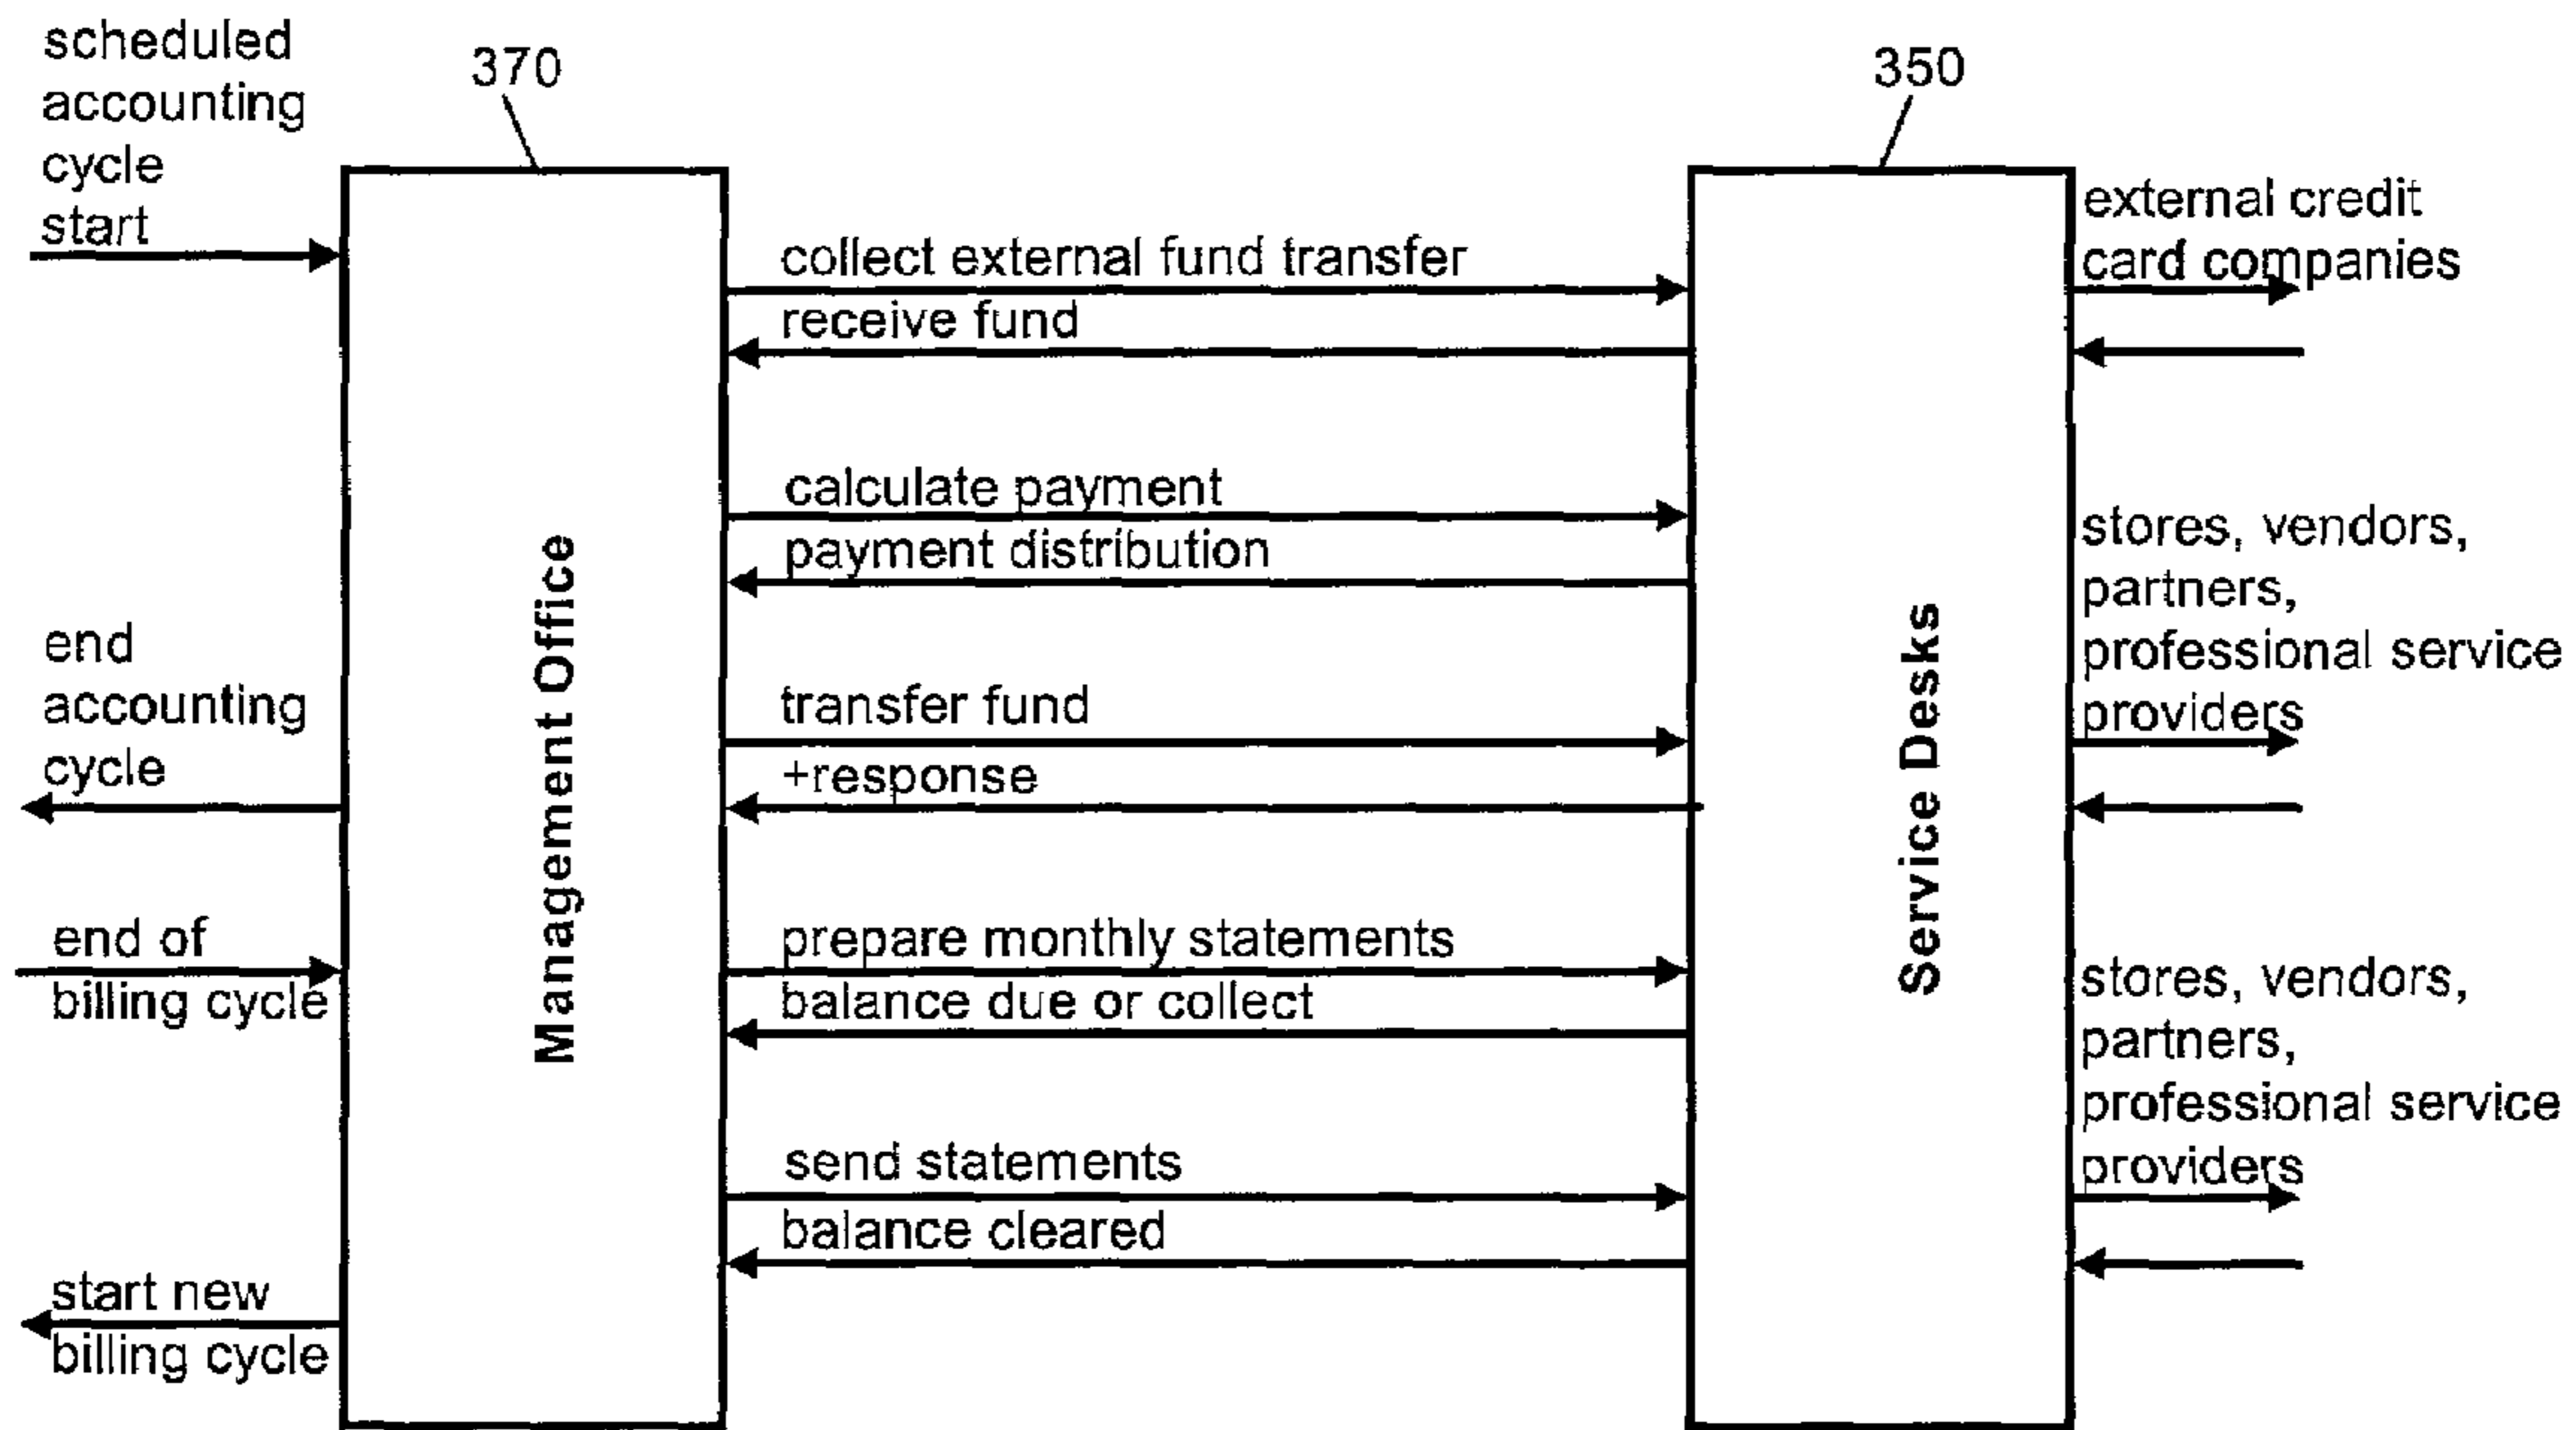 scheduled
accounting
cycle
start
370
350
external credit
card companies
collect external fund transfer
receive fund
calculate payment
payment distribution
stores, vendors,
partners,
professional service
providers
end
accounting
cycle
transfer fund
+response
Management Office
Service Desks
end of
billing cycle
prepare monthly statements
balance due or collect
stores, vendors,
partners,
professional service
providers
send statements
balance cleared
start new
billing cycle